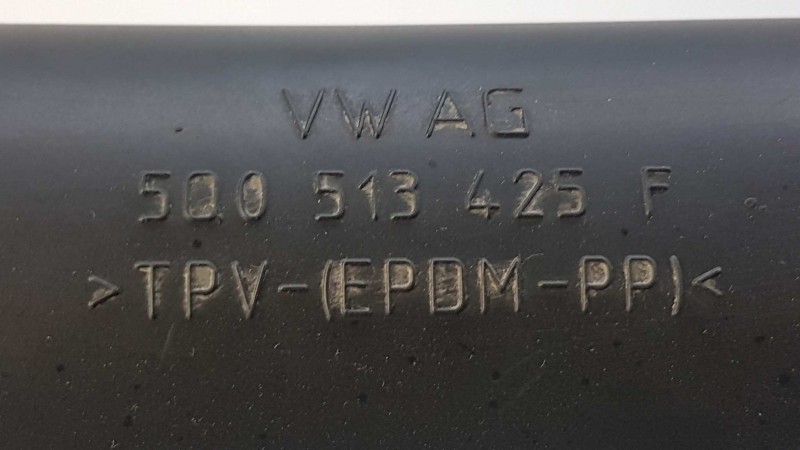 VW AG
5Q0 513 425 F
>TPV-(EPDM-PP)<